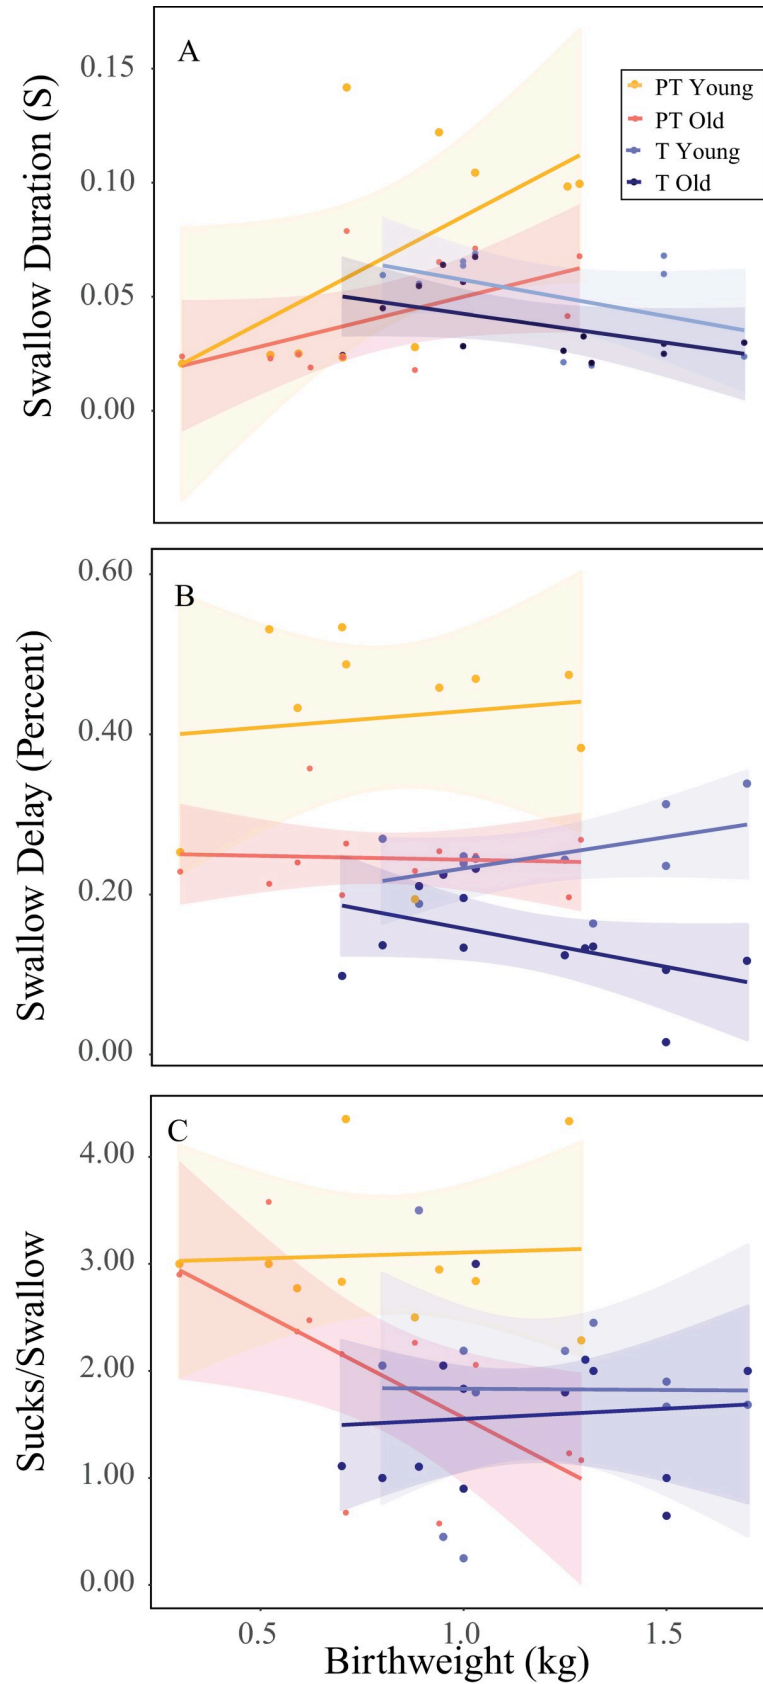 A
Swallow Duration (S)
0.15
0.10
0.05
0.00
PT Young
PT Old
T Young
T Old
B
Swallow Delay (Percent)
0.60
0.40
0.20
0.00
C
Sucks/Swallow
4.00
3.00
2.00
1.00
0.00
0.5
1.0
1.5
Birthweight (kg)